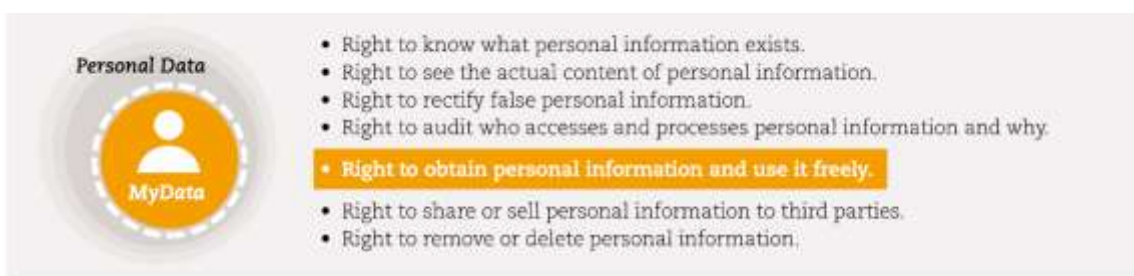 Personal Data
MyData
• Right to know what personal information exists.
• Right to see the actual content of personal information.
• Right to rectify false personal information.
• Right to audit who accesses and processes personal information and why.
• Right to obtain personal information and use it freely.
• Right to share or sell personal information to third parties.
• Right to remove or delete personal information.